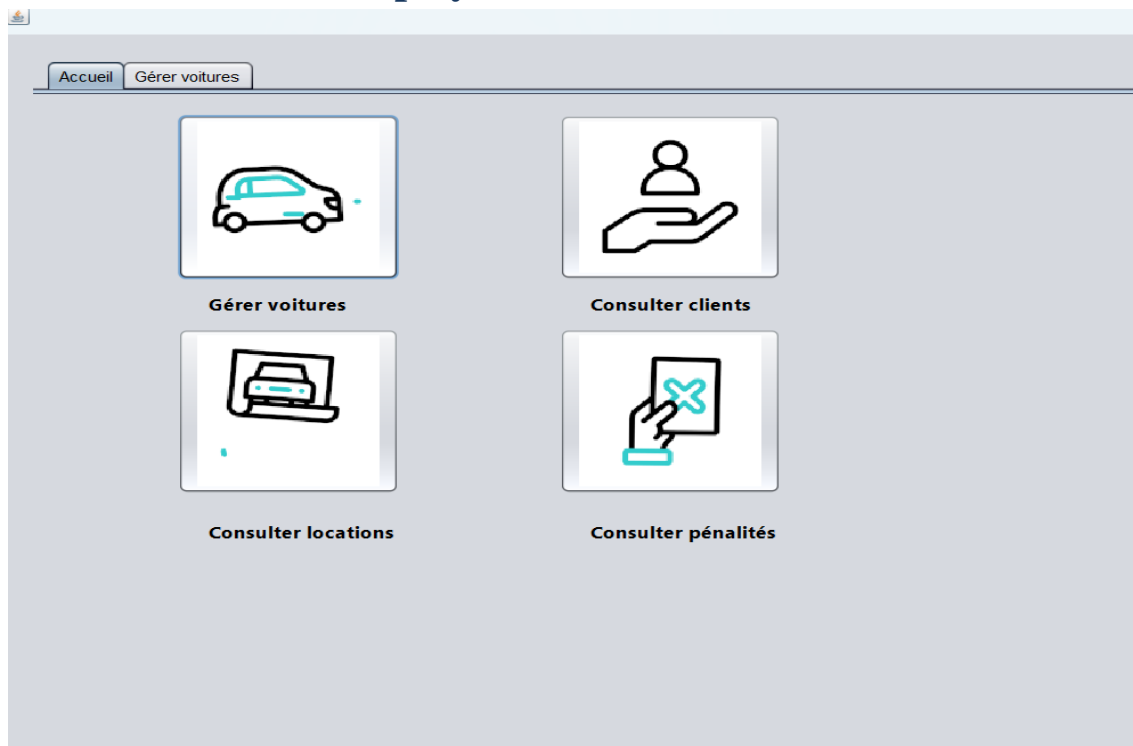 Accueil Gérer voitures
Gérer voitures Consulter clients
Consulter locations Consulter pénalités